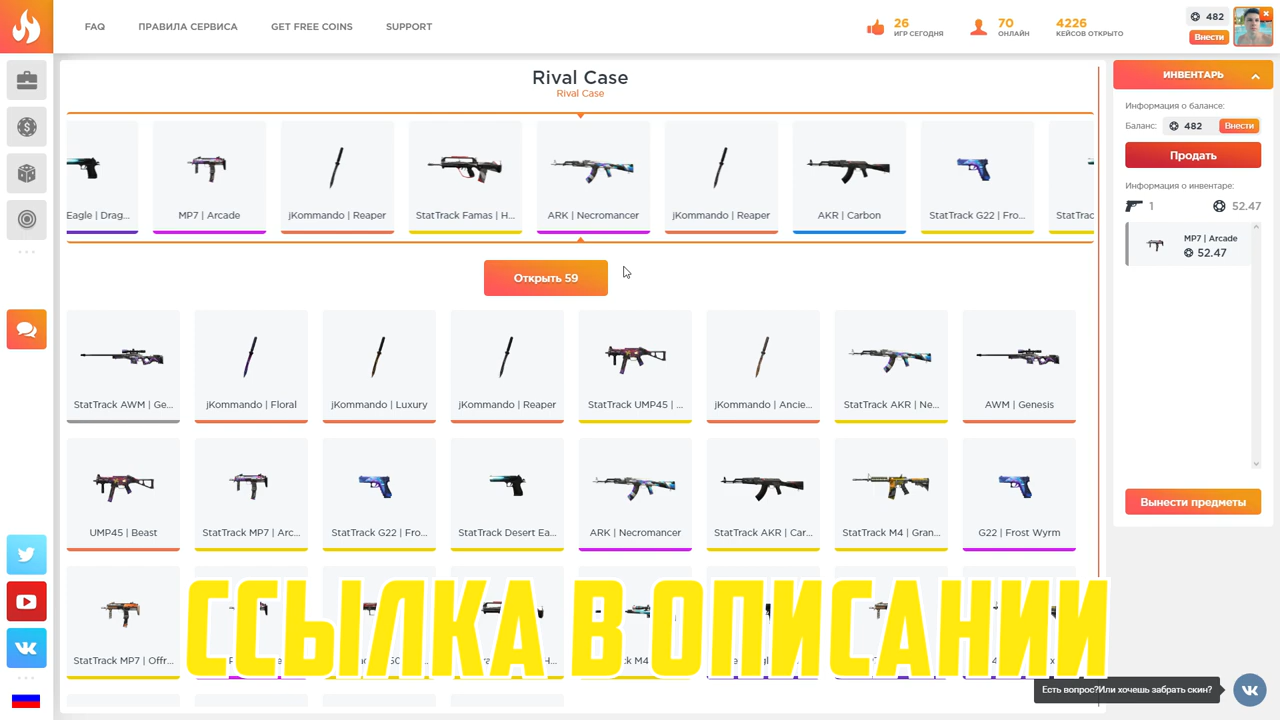 FAQ
ПРАВИЛА СЕРВИСА
GET FREE COINS
SUPPORT
26
ИГР СЕГОДНЯ
70
ОНЛАЙН
4226
КЕЙСОВ ОТКРЫТО
482
Внести
Rival Case
Rival Case
Eagle | Drag...
MP7 | Arcade
jKommando | Reaper
StatTrack Famas | H...
ARK | Necromancer
jKommando | Reaper
AKR | Carbon
StatTrack G22 | Fro...
StatTrack
Открыть 59
StatTrack AWM | Ge...
jKommando | Floral
jKommando | Luxury
jKommando | Reaper
StatTrack UMP45 | ...
jKommando | Ancie...
StatTrack AKR | Ne...
AWM | Genesis
UMP45 | Beast
StatTrack MP7 | Arc...
StatTrack G22 | Fro...
StatTrack Desert Ea...
ARK | Necromancer
StatTrack AKR | Car...
StatTrack M4 | Gran...
G22 | Frost Wyrm
StatTrack MP7 | Offr...
ССЫЛКА В ОПИСАНИИ
ИНВЕНТАРЬ
Информация о балансе:
Баланс:
482
Внести
Продать
Информация о инвентаре:
1
52.47
MP7 | Arcade
52.47
Вынести предметы
Есть вопрос?Или хочешь забрать скин?